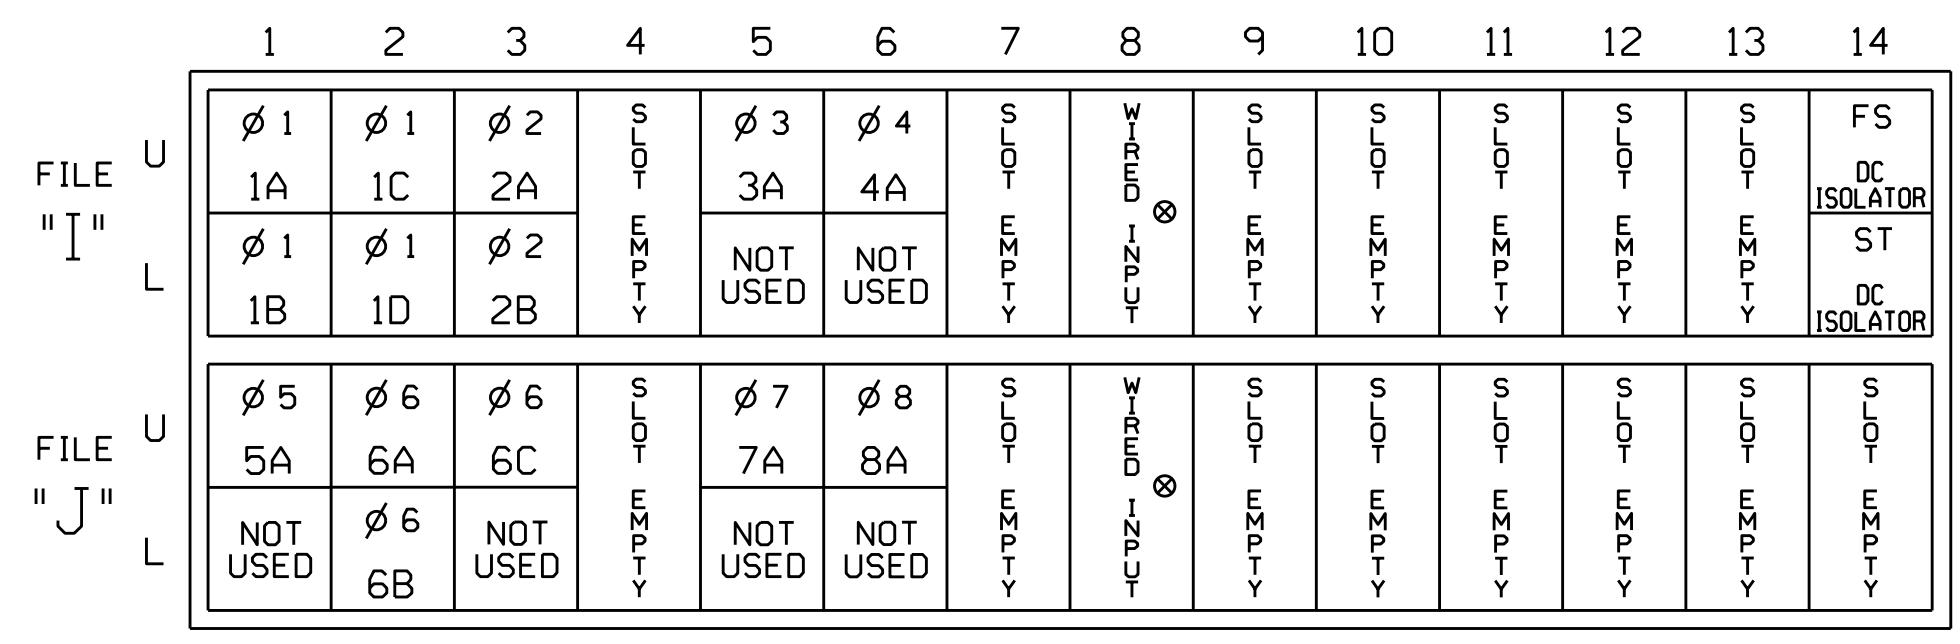 1 2 3 4 5 6 7 8 9 10 11 12 13 14
FILE "I"
U
Ø 1 Ø 1 Ø 2 SLOT EMPTY Ø 3 Ø 4 SLOT EMPTY WIRED INPUT ⊗ SLOT EMPTY SLOT EMPTY SLOT EMPTY SLOT EMPTY SLOT EMPTY FS
1A 1C 2A 3A 4A DC
ISOLATOR
L
Ø 1 Ø 1 Ø 2 NOT NOT ST
USED USED
1B 1D 2B DC
ISOLATOR
FILE "J"
U
Ø 5 Ø 6 Ø 6 SLOT EMPTY Ø 7 Ø 8 SLOT EMPTY WIRED INPUT ⊗ SLOT EMPTY SLOT EMPTY SLOT EMPTY SLOT EMPTY SLOT EMPTY SLOT EMPTY
5A 6A 6C 7A 8A
L
NOT Ø 6 NOT NOT NOT
USED 6B USED USED USED